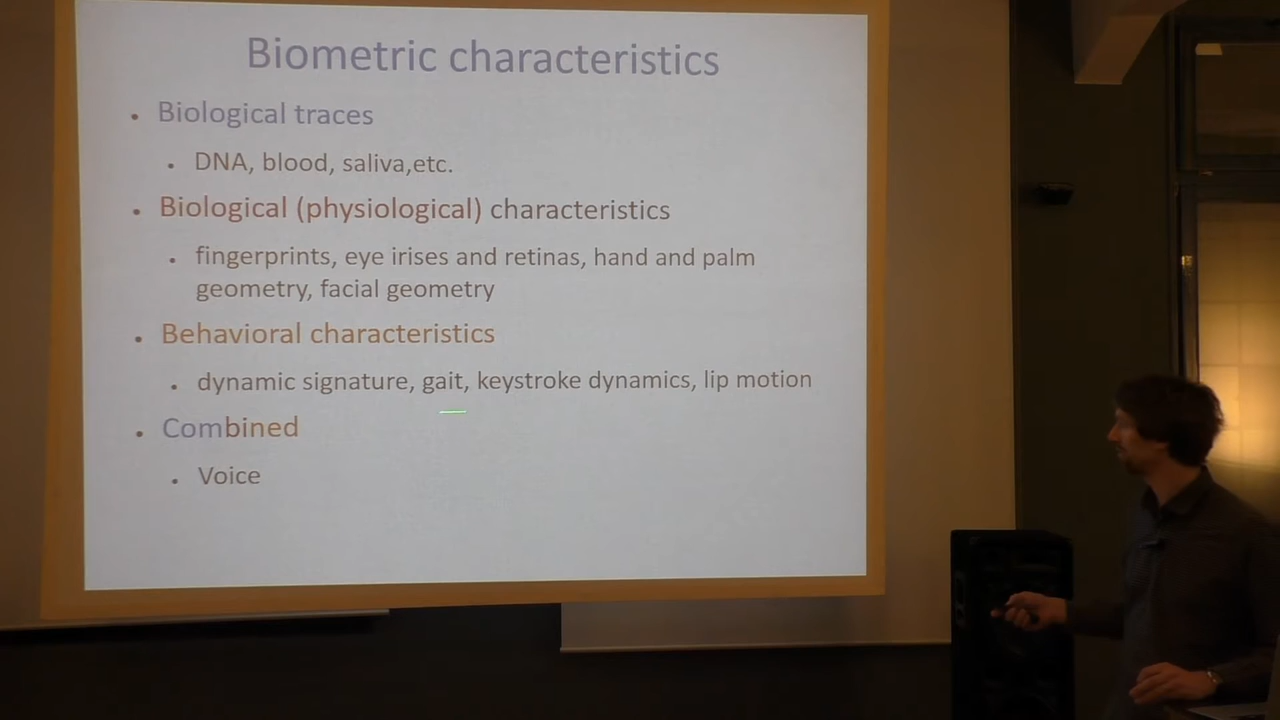 Biometric characteristics
• Biological traces
• DNA, blood, saliva,etc.
• Biological (physiological) characteristics
• fingerprints, eye irises and retinas, hand and palm
geometry, facial geometry
• Behavioral characteristics
• dynamic signature, gait, keystroke dynamics, lip motion
• Combined
• Voice